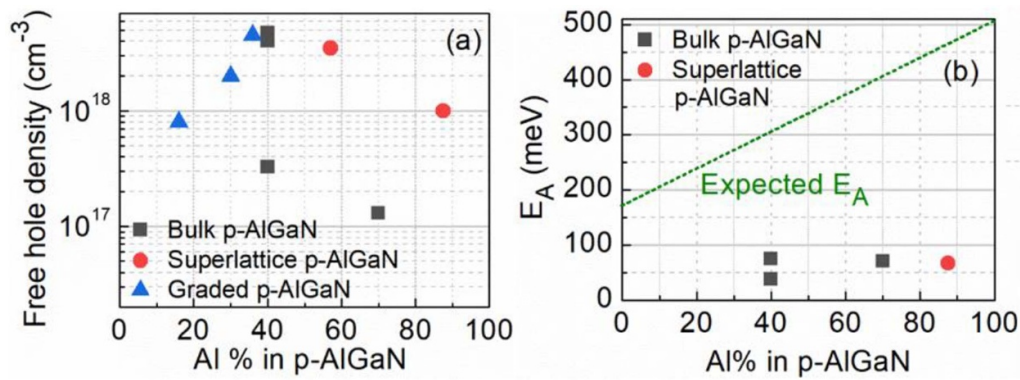 (a)
Free hole density (cm⁻³)
10¹⁸
10¹⁷
Bulk p-AlGaN
Superlattice p-AlGaN
Graded p-AlGaN
0 20 40 60 80 100
Al % in p-AlGaN
(b)
E_A (meV)
500
400
300
200
100
0
Bulk p-AlGaN
Superlattice
p-AlGaN
Expected E_A
0 20 40 60 80 100
Al% in p-AlGaN